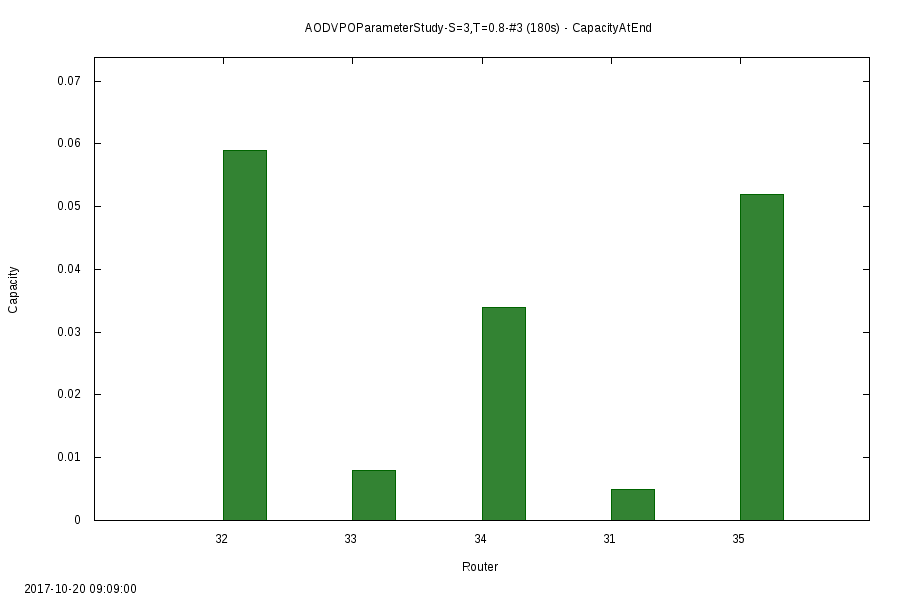 AODVPOParameterStudy-S=3,T=0.8-#3 (180s) - CapacityAtEnd
0.07
0.06
0.05
0.04
0.03
0.02
0.01
0
Capacity
32 33 34 31 35
Router
2017-10-20 09:09:00